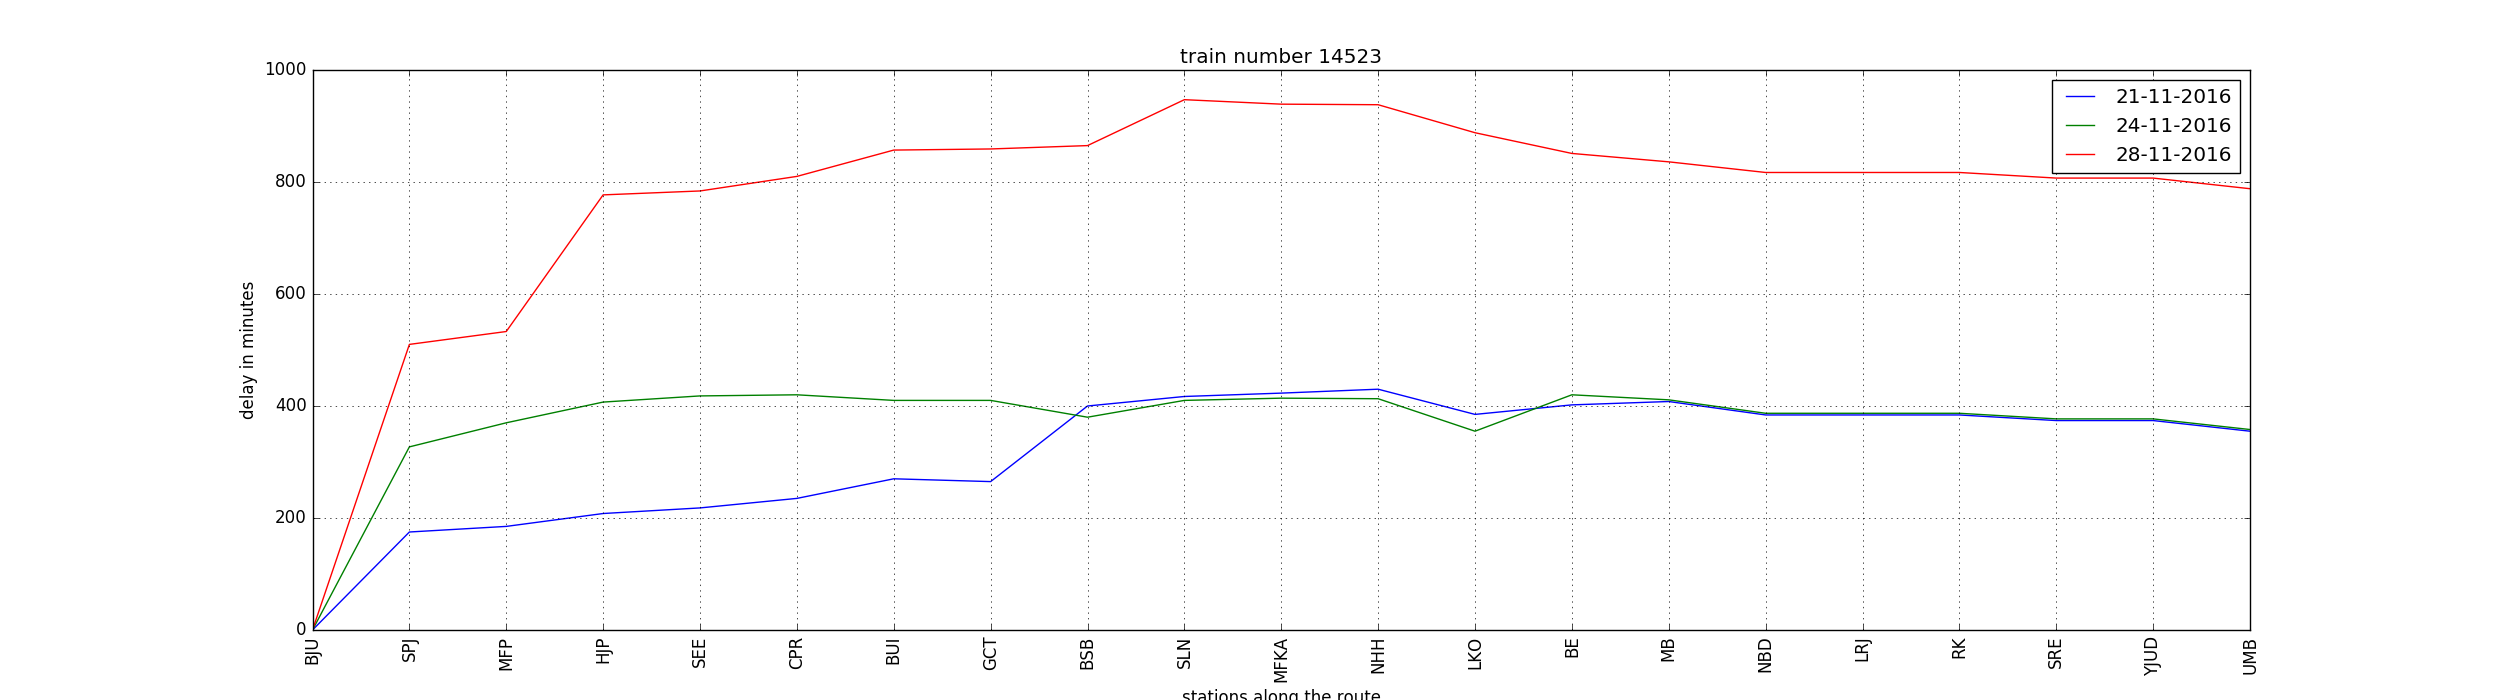 train number 14523
1000
800
600
400
200
0
delay in minutes
21-11-2016
24-11-2016
28-11-2016
BJU
SPJ
MFP
HJP
SEE
CPR
BUI
GCT
BSB
SLN
MFKA
NHH
LKO
BE
MB
NBD
LRJ
RK
SRE
YJUD
UMB
stations along the route